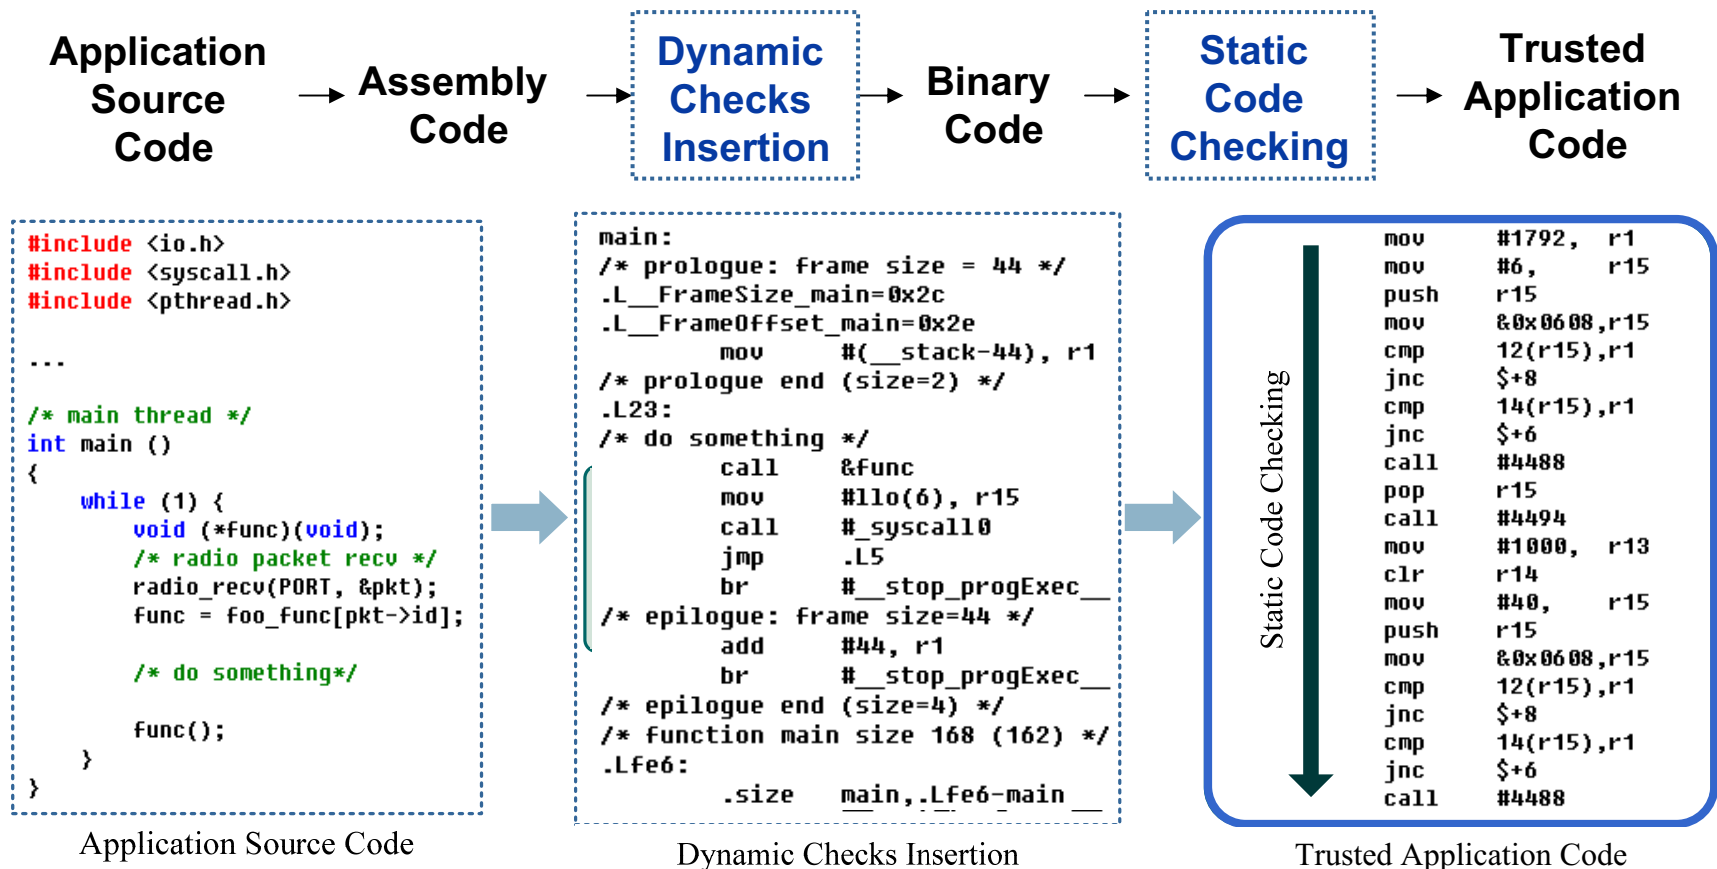 Application
Source
Code
Assembly
Code
Dynamic
Checks
Insertion
Binary
Code
Static
Code
Checking
Trusted
Application
Code
#include <io.h>
#include <syscall.h>
#include <pthread.h>
...
/* main thread */
int main ()
{
while (1) {
void (*func)(void);
/* radio packet recv */
radio_recv(PORT, &pkt);
func = foo_func[pkt->id];
/* do something*/
func();
}
}
Application Source Code
main:
/* prologue: frame size = 44 */
.L__FrameSize_main=0x2c
.L__FrameOffset_main=0x2e
mov #(__stack-44), r1
/* prologue end (size=2) */
.L23:
/* do something */
call &func
mov #llo(6), r15
call #_syscall0
jmp .L5
br #__stop_progExec__
/* epilogue: frame size=44 */
add #44, r1
br #__stop_progExec__
/* epilogue end (size=4) */
/* function main size 168 (162) */
.Lfe6:
.size main,.Lfe6-main
Dynamic Checks Insertion
Static Code Checking
mov #1792, r1
mov #6, r15
push r15
mov &0x0608,r15
cmp 12(r15),r1
jnc $+8
cmp 14(r15),r1
jnc $+6
call #4488
pop r15
call #4494
mov #1000, r13
clr r14
mov #40, r15
push r15
mov &0x0608,r15
cmp 12(r15),r1
jnc $+8
cmp 14(r15),r1
jnc $+6
call #4488
Trusted Application Code